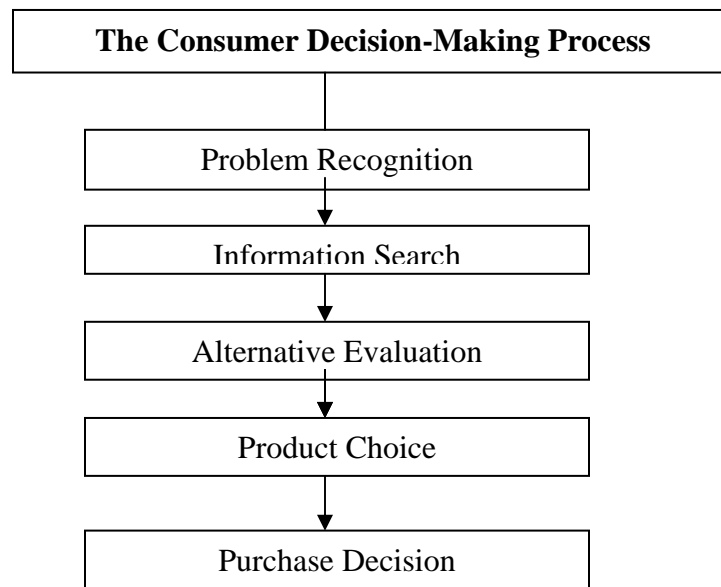 The Consumer Decision-Making Process
Problem Recognition
Information Search
Alternative Evaluation
Product Choice
Purchase Decision